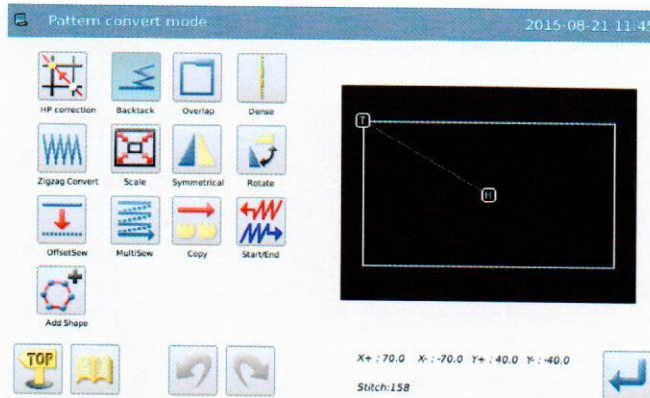 Pattern convert mode 2015-08-21 11:45
HP correction Backtack Overlap Dense
T
Zigzag Convert Scale Symmetrical Rotate
H
OffsetSew MultiSew Copy Start/End
Add Shape
TOP
X+ : 70.0 X- : -70.0 Y+ : 40.0 Y- : -40.0
Stitch:158